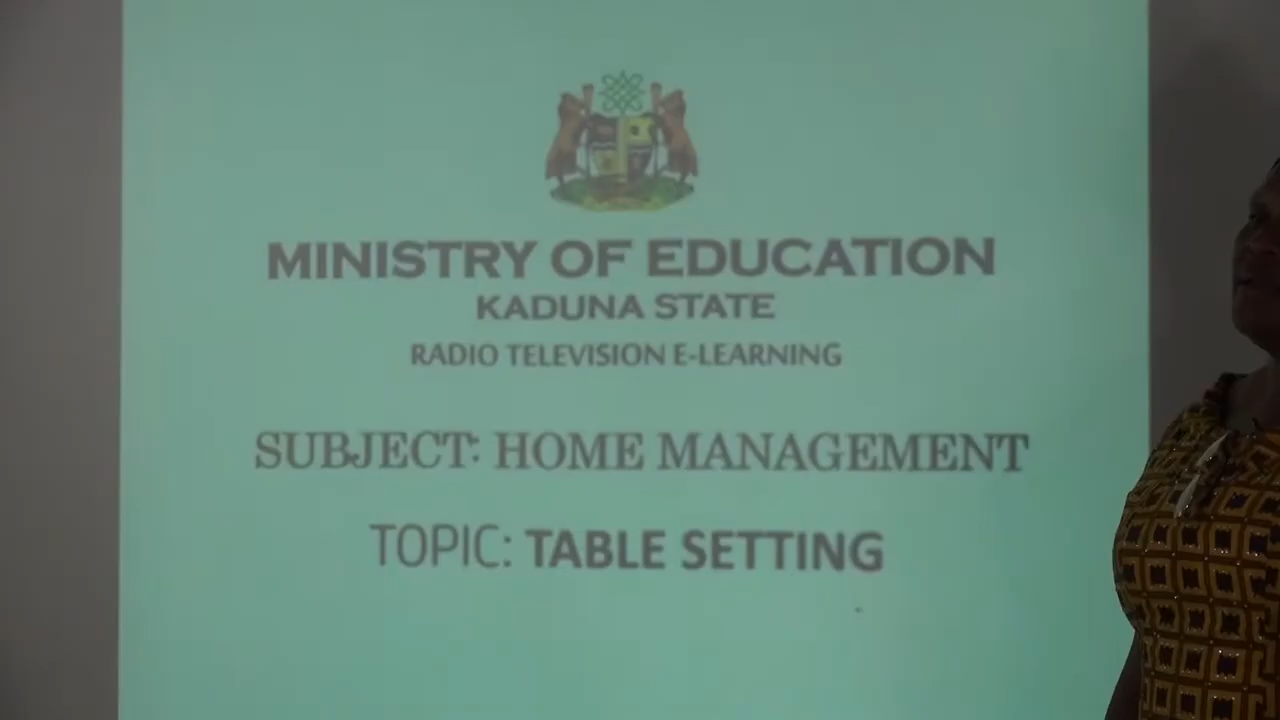 MINISTRY OF EDUCATION
KADUNA STATE
RADIO TELEVISION E-LEARNING
SUBJECT: HOME MANAGEMENT
TOPIC: TABLE SETTING